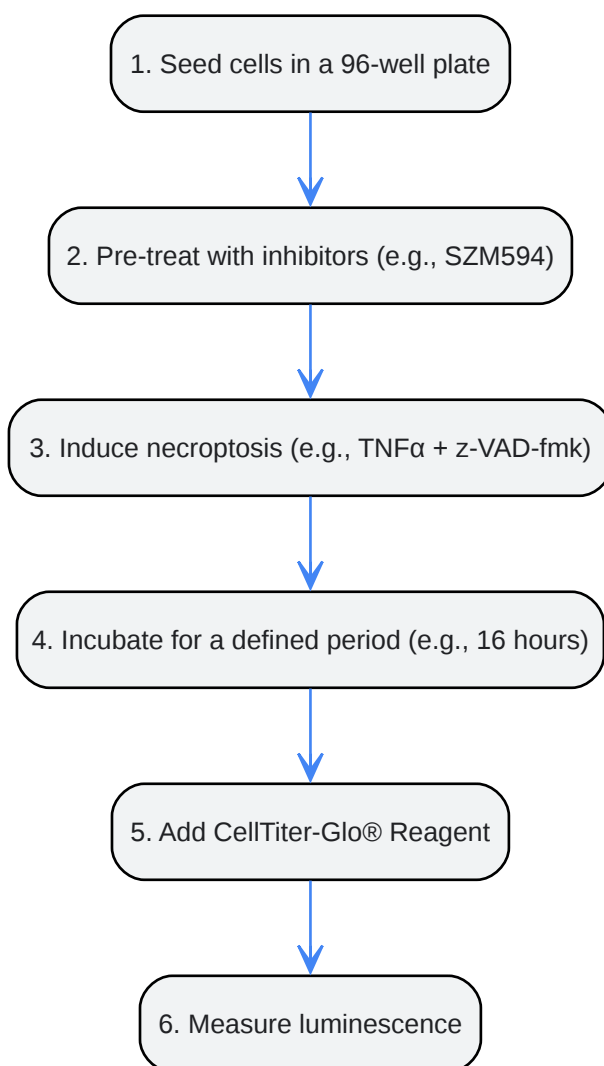 1. Seed cells in a 96-well plate
2. Pre-treat with inhibitors (e.g., SZM594)
3. Induce necroptosis (e.g., TNFα + z-VAD-fmk)
4. Incubate for a defined period (e.g., 16 hours)
5. Add CellTiter-Glo® Reagent
6. Measure luminescence